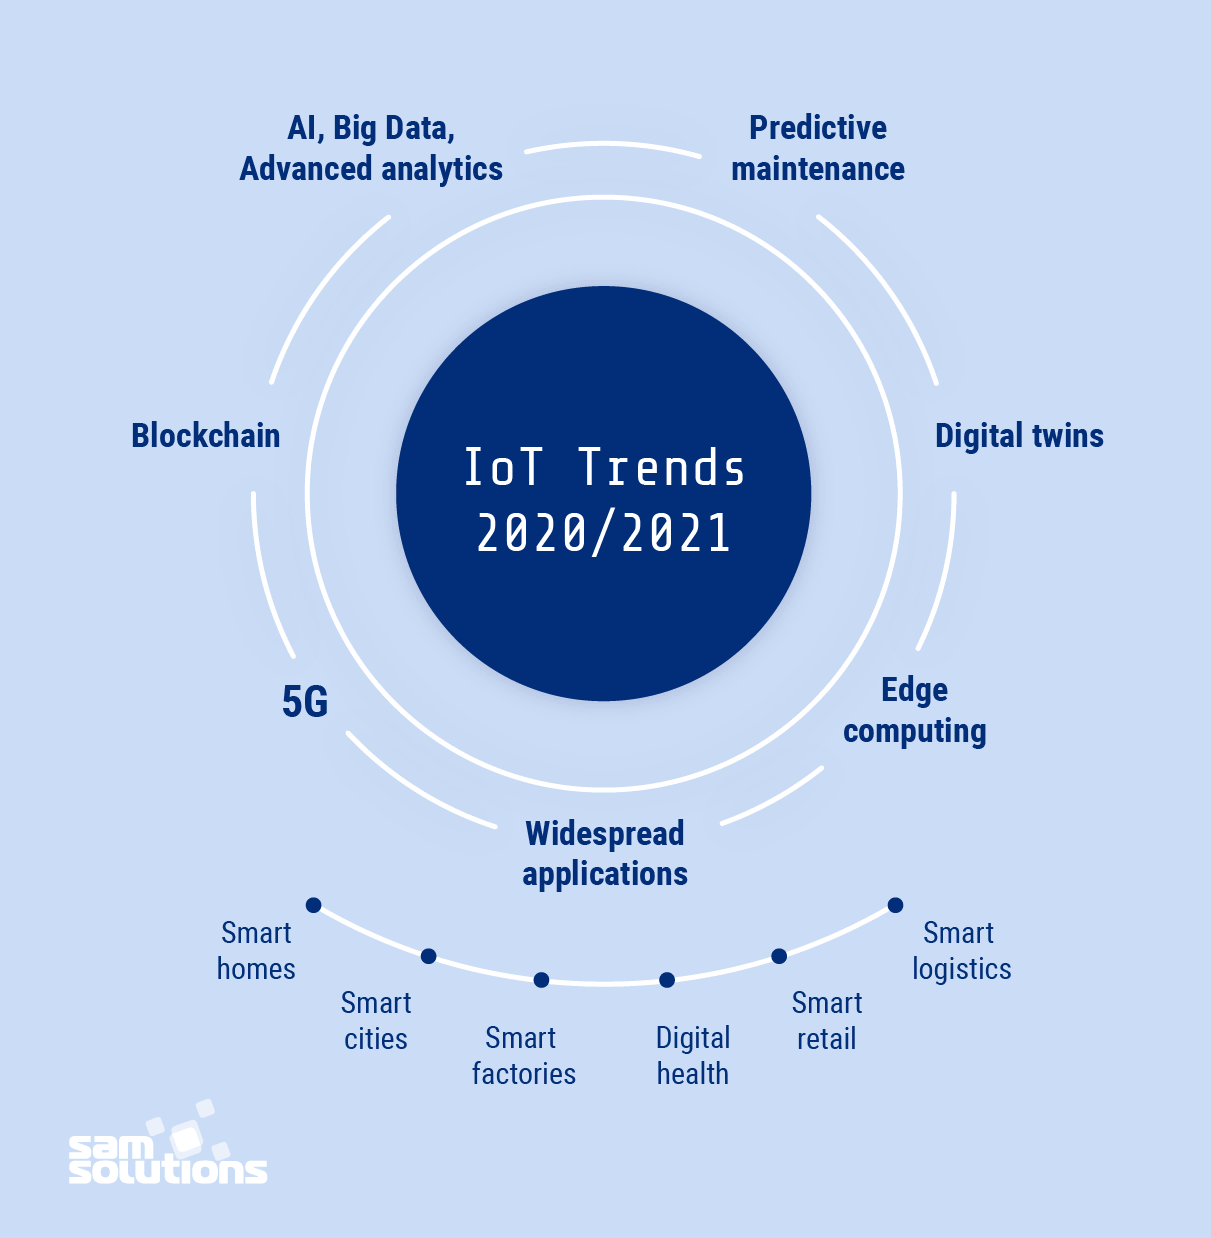 AI, Big Data,
Advanced analytics
Predictive
maintenance
Blockchain
Digital twins
IoT Trends
2020/2021
5G
Edge
computing
Widespread
applications
Smart
homes
Smart
cities
Smart
factories
Digital
health
Smart
retail
Smart
logistics
sam
solutions